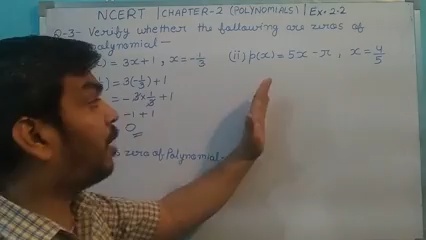 NCERT | CHAPTER-2 (POLYNOMIALS) | Ex. 2.2
Q-3- Verify whether the following are zeros of
polynomial -
= 3x + 1 , x = -1/3
(ii) p(x) = 5x - π , x = 4/5
= 3(-1/3) + 1
= - 3 × 1/3 + 1
-1 + 1
0
zero of Polynomial.